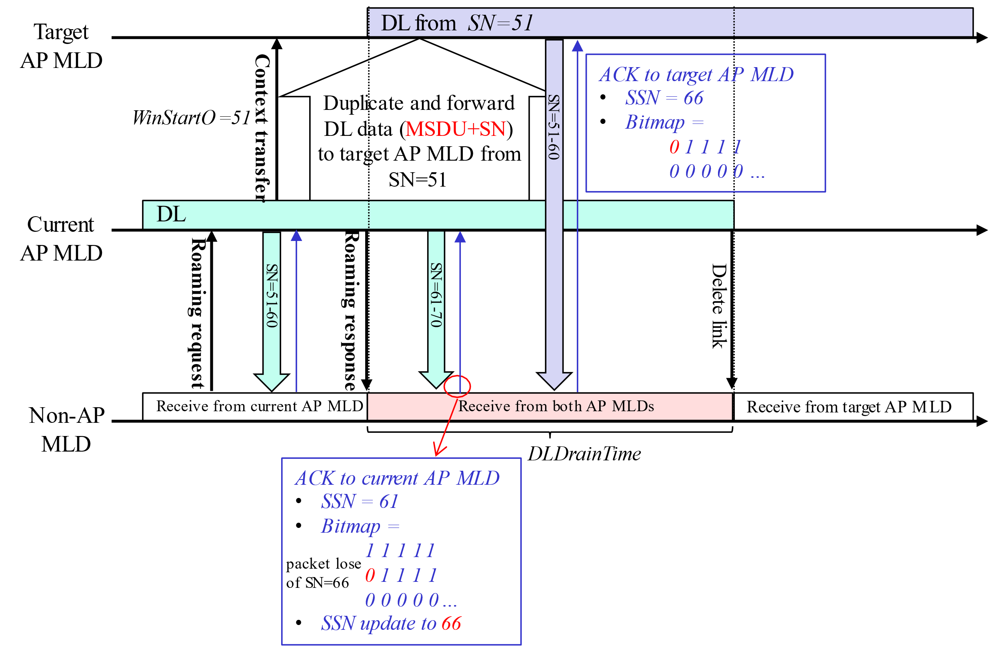 DL from SN=51
Target
AP MLD
Context transfer
WinStartO =51
Duplicate and forward
DL data (MSDU+SN)
to target AP MLD from
SN=51
SN=51-60
ACK to target AP MLD
• SSN = 66
• Bitmap =
0 1 1 1 1
0 0 0 0 0 ...
DL
Current
AP MLD
Roaming request
SN=51-60
Roaming response
SN=61-70
Delete link
Receive from current AP MLD
Receive from both AP MLDs
Receive from target AP MLD
Non-AP
MLD
DLDrainTime
ACK to current AP MLD
• SSN = 61
• Bitmap =
1 1 1 1 1
packet lose
of SN=66
0 1 1 1 1
0 0 0 0 0 ...
• SSN update to 66